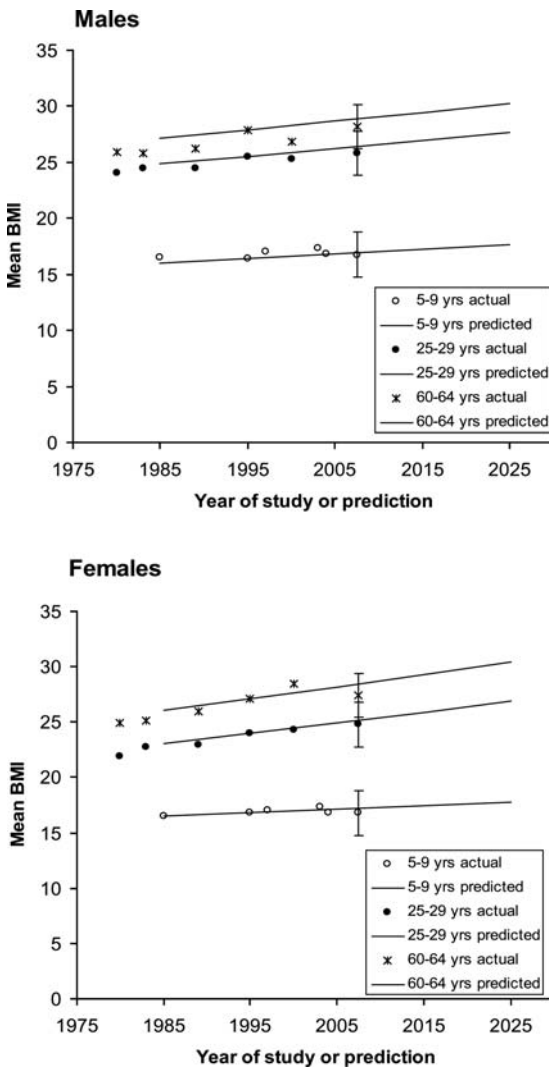 Males
35
30
25
20
15
10
5
0
Mean BMI
5-9 yrs actual
5-9 yrs predicted
25-29 yrs actual
25-29 yrs predicted
60-64 yrs actual
60-64 yrs predicted
1975 1985 1995 2005 2015 2025
Year of study or prediction
Females
35
30
25
20
15
10
5
0
Mean BMI
5-9 yrs actual
5-9 yrs predicted
25-29 yrs actual
25-29 yrs predicted
60-64 yrs actual
60-64 yrs predicted
1975 1985 1995 2005 2015 2025
Year of study or prediction